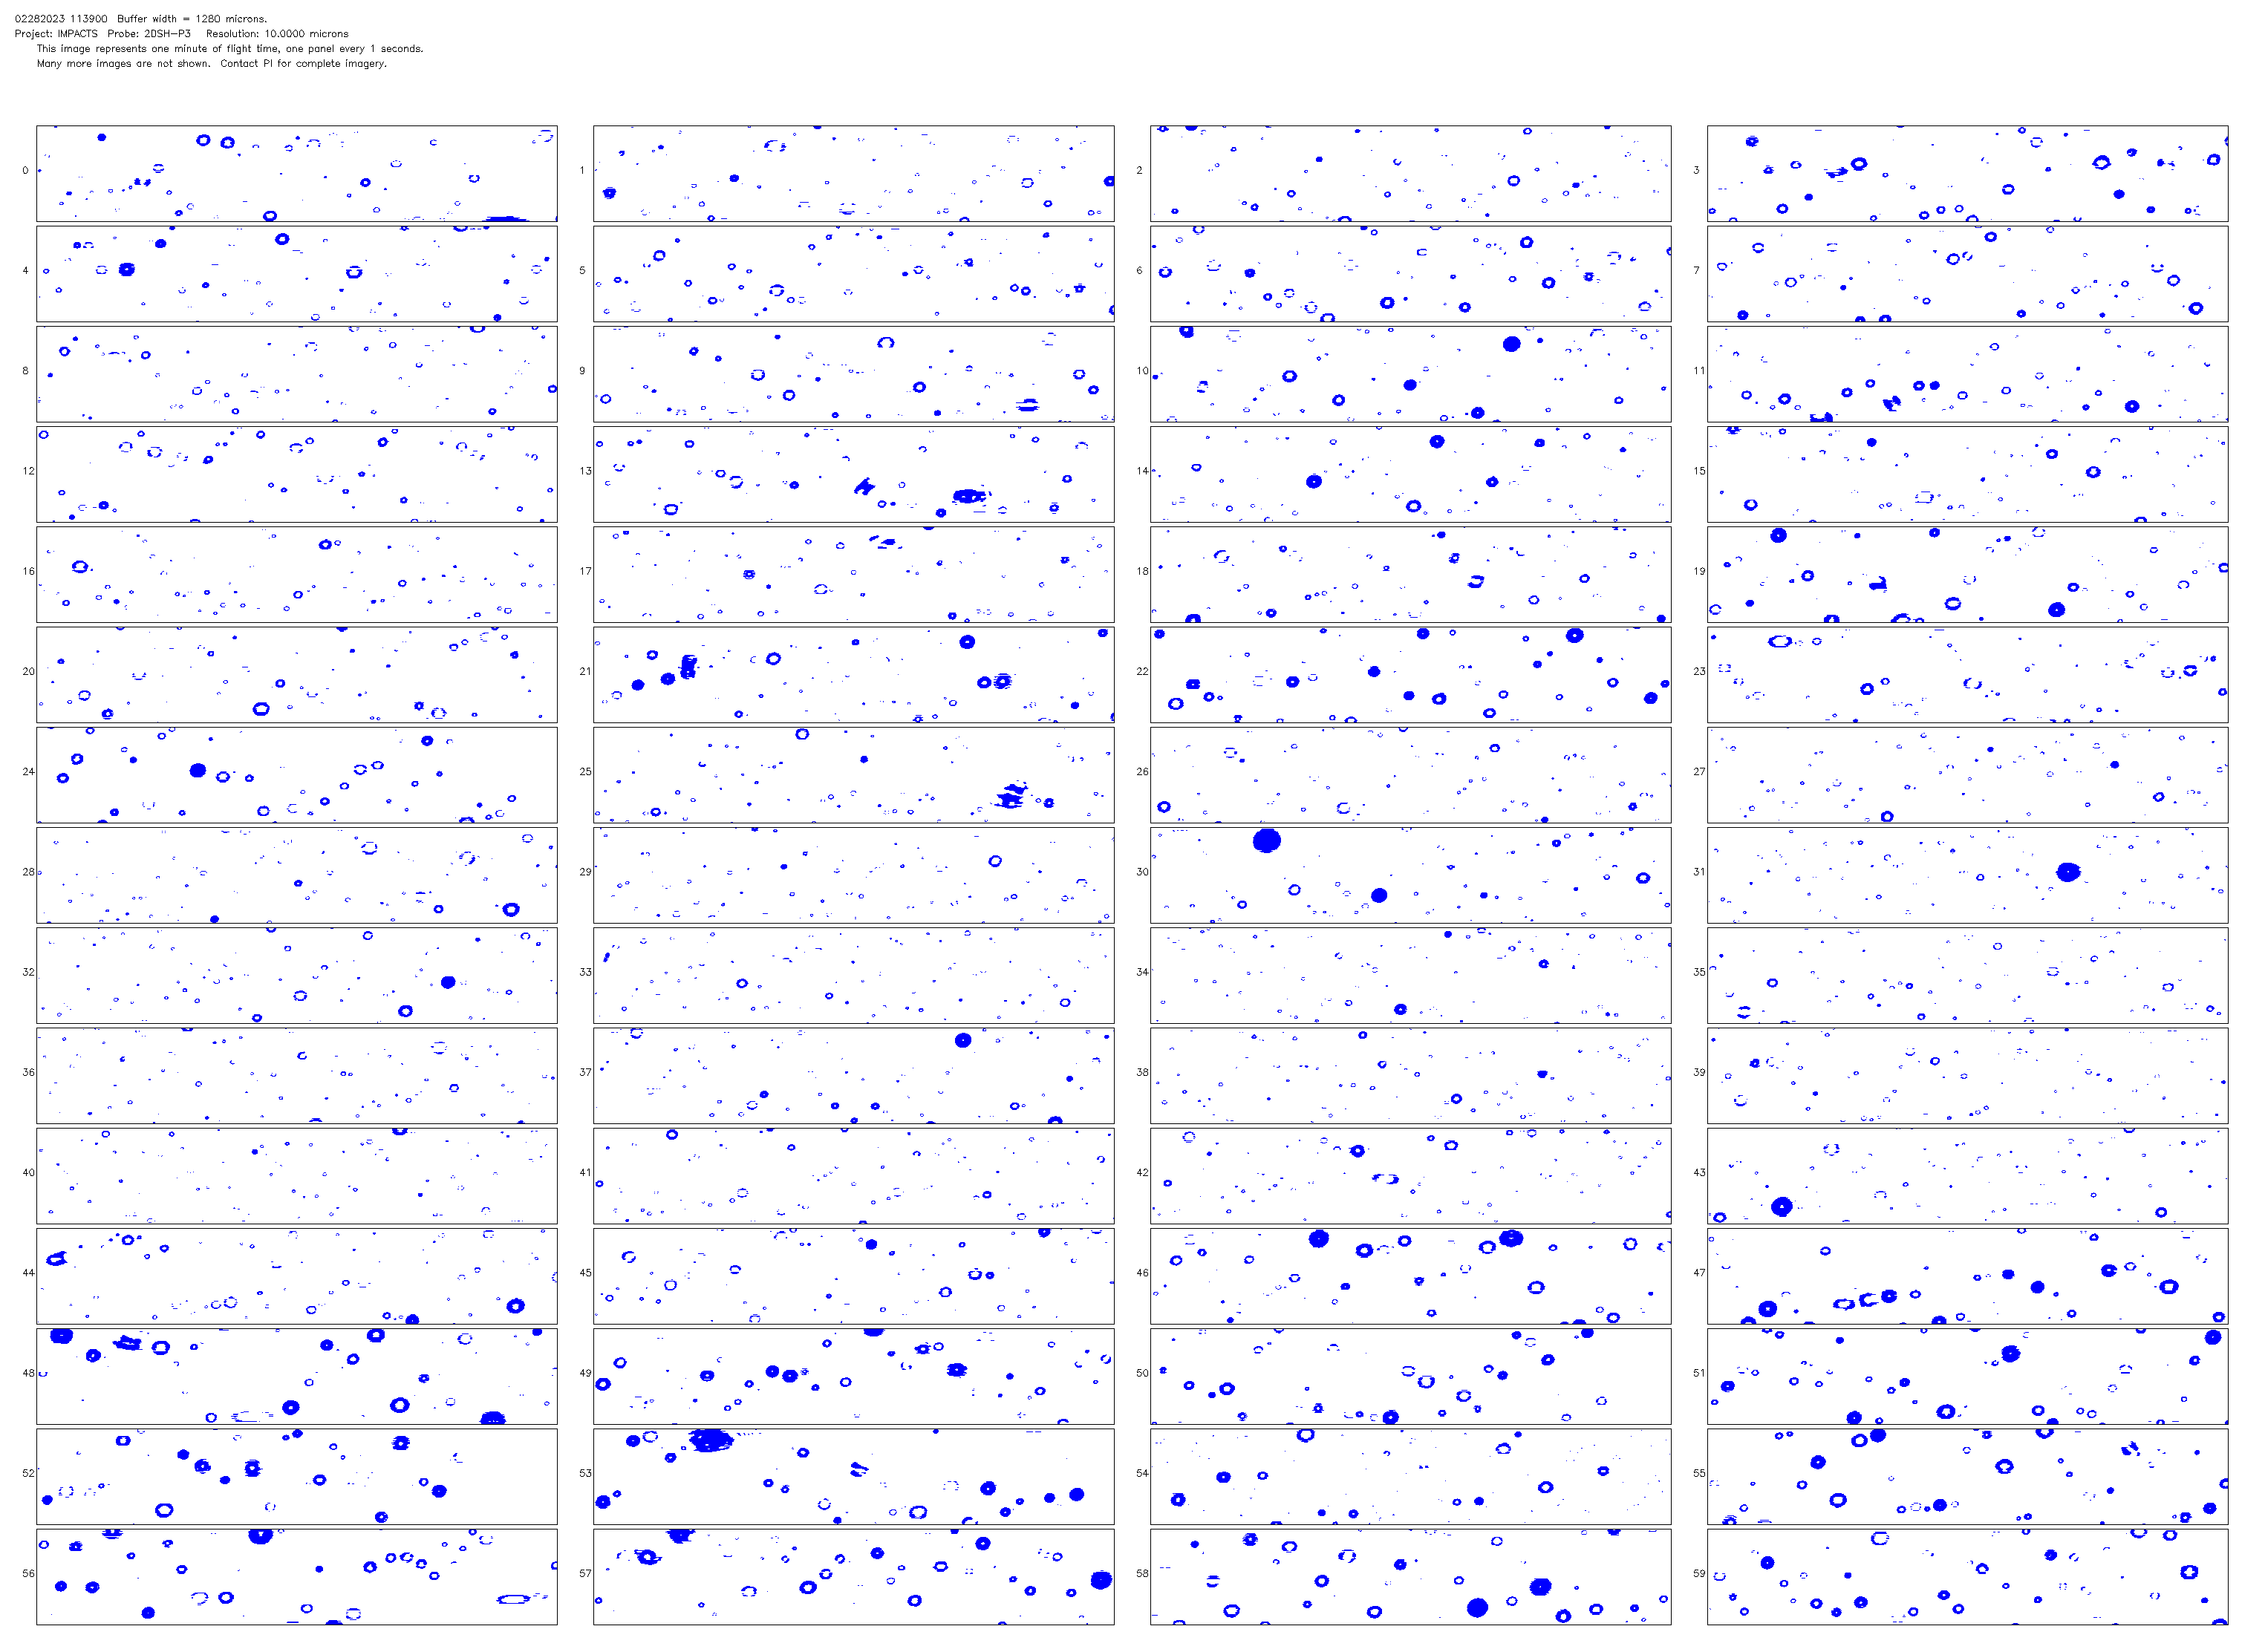 02282023 113900  Buffer width = 1280 microns.
Project: IMPACTS  Probe: 2DSH-P3    Resolution: 10.0000 microns
This image represents one minute of flight time, one panel every 1 seconds.
Many more images are not shown.  Contact PI for complete imagery.
0 1 2 3
4 5 6 7
8 9 10 11
12 13 14 15
16 17 18 19
20 21 22 23
24 25 26 27
28 29 30 31
32 33 34 35
36 37 38 39
40 41 42 43
44 45 46 47
48 49 50 51
52 53 54 55
56 57 58 59